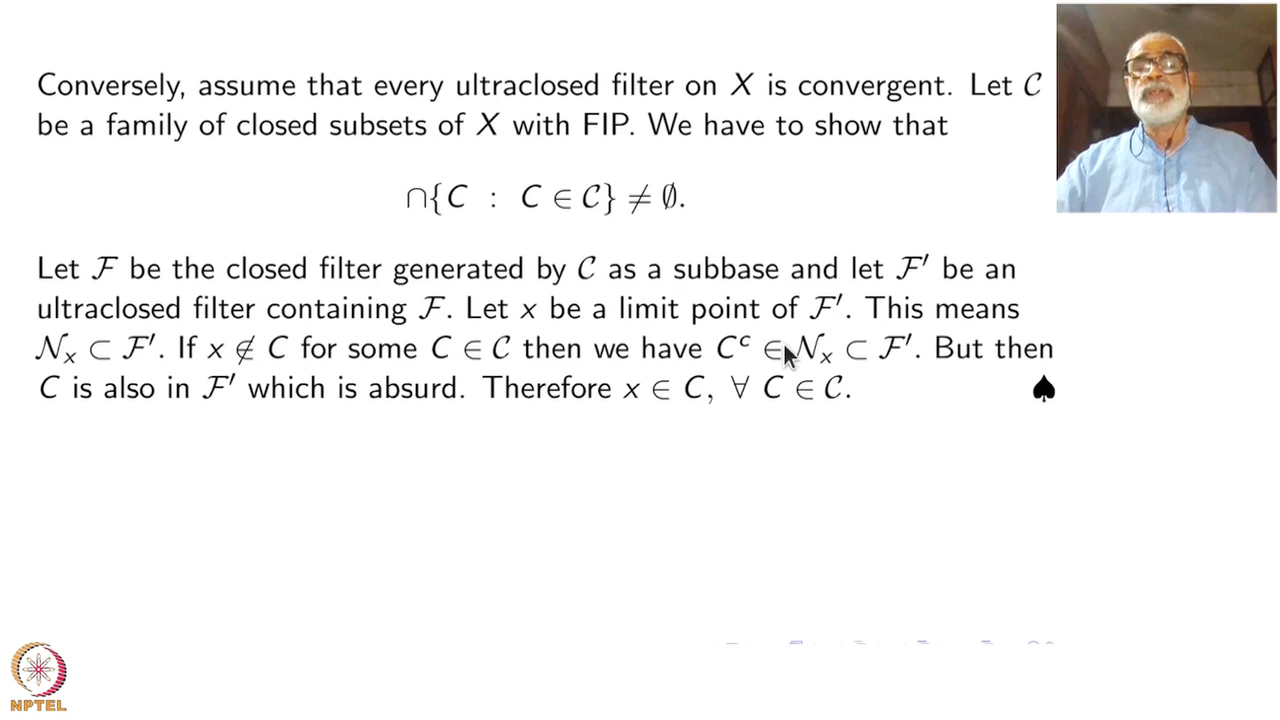 Conversely, assume that every ultraclosed filter on X is convergent. Let 𝒞
be a family of closed subsets of X with FIP. We have to show that
∩{C : C ∈ 𝒞} ≠ ∅.
Let ℱ be the closed filter generated by 𝒞 as a subbase and let ℱ′ be an
ultraclosed filter containing ℱ. Let x be a limit point of ℱ′. This means
𝒩ₓ ⊂ ℱ′. If x ∉ C for some C ∈ 𝒞 then we have Cᶜ ∈ 𝒩ₓ ⊂ ℱ′. But then
C is also in ℱ′ which is absurd. Therefore x ∈ C, ∀ C ∈ 𝒞. ♠
NPTEL